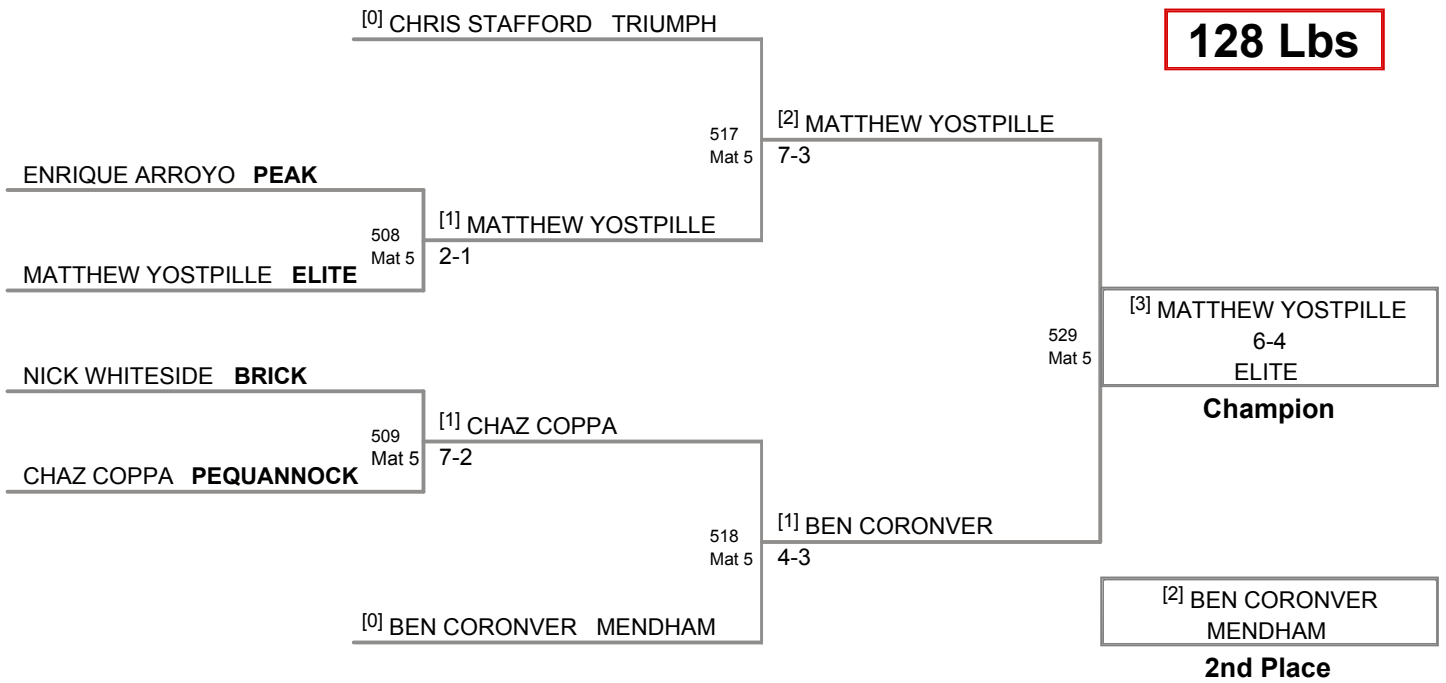 [0] CHRIS STAFFORD TRIUMPH
128 Lbs
517
Mat 5
[2] MATTHEW YOSTPILLE
7-3
ENRIQUE ARROYO PEAK
508
Mat 5
[1] MATTHEW YOSTPILLE
2-1
MATTHEW YOSTPILLE ELITE
529
Mat 5
[3] MATTHEW YOSTPILLE
6-4
ELITE
Champion
NICK WHITESIDE BRICK
509
Mat 5
[1] CHAZ COPPA
7-2
CHAZ COPPA PEQUANNOCK
518
Mat 5
[1] BEN CORONVER
4-3
[0] BEN CORONVER MENDHAM
[2] BEN CORONVER
MENDHAM
2nd Place